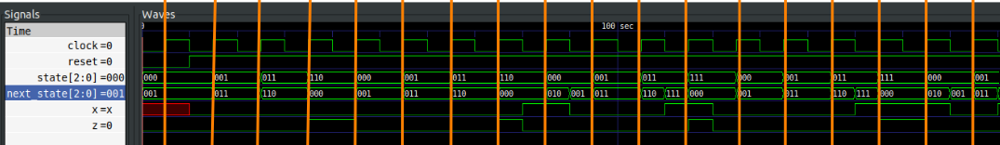 Signals
Waves
Time
0
100 sec
clock=0
reset=0
state[2:0]=000
000 001 011 110 000 001 011 110 000 001 011 111 000 001 011 111 000 001
next_state[2:0]=001
001 011 110 000 001 011 110 000 010 001 011 110 111 000 001 011 110 111 000 010 001 011
x=x
z=0